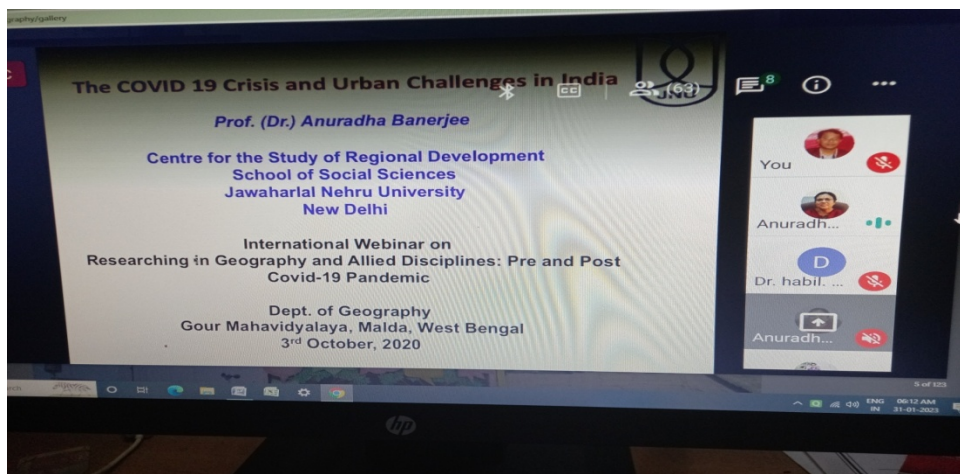 graphy/gallery
The COVID 19 Crisis and Urban Challenges in India
JNU
(63)
CC
8
Prof. (Dr.) Anuradha Banerjee
Centre for the Study of Regional Development
School of Social Sciences
Jawaharlal Nehru University
New Delhi
International Webinar on
Researching in Geography and Allied Disciplines: Pre and Post
Covid-19 Pandemic
Dept. of Geography
Gour Mahavidyalaya, Malda, West Bengal
3rd October, 2020
You
Anuradh...
D
Dr. habil. ...
Anuradh...
5 of 123
ENG
IN
06:12 AM
31-01-2023
hp